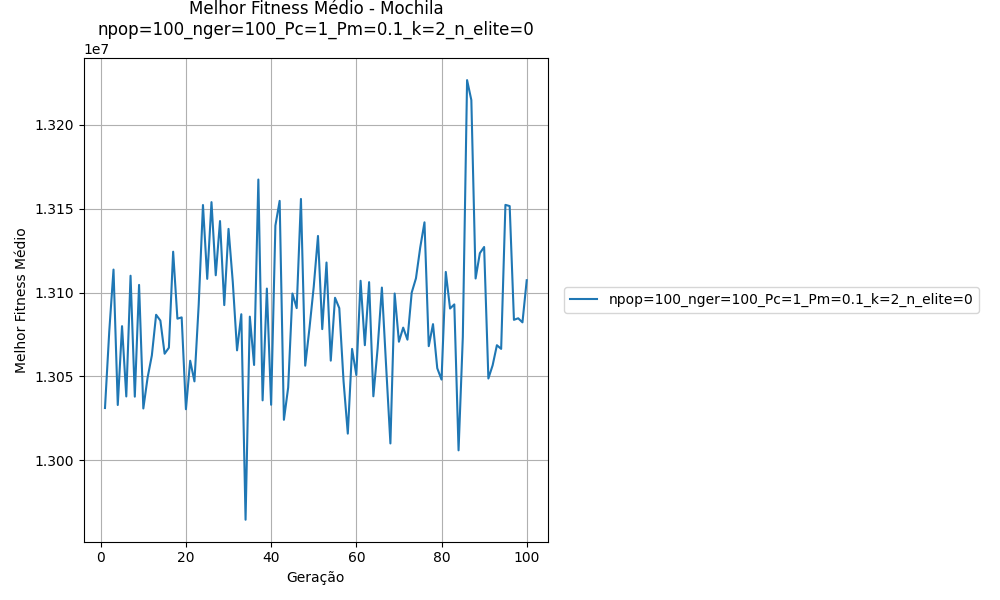 Melhor Fitness Médio - Mochila
npop=100_nger=100_Pc=1_Pm=0.1_k=2_n_elite=0
1e7
1.320
1.315
1.310
1.305
1.300
Melhor Fitness Médio
0 20 40 60 80 100
Geração
npop=100_nger=100_Pc=1_Pm=0.1_k=2_n_elite=0